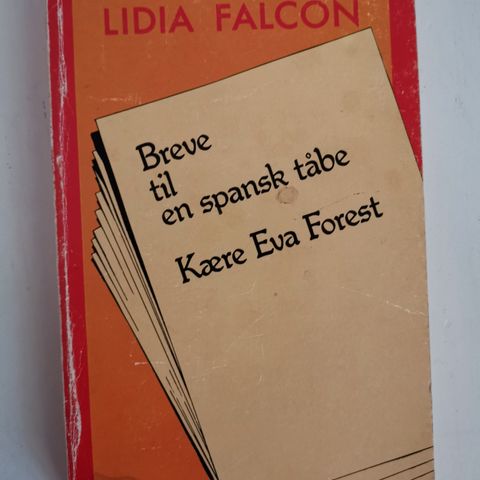 LIDIA FALCON
Breve
til
en spansk tåbe
Kære Eva Forest